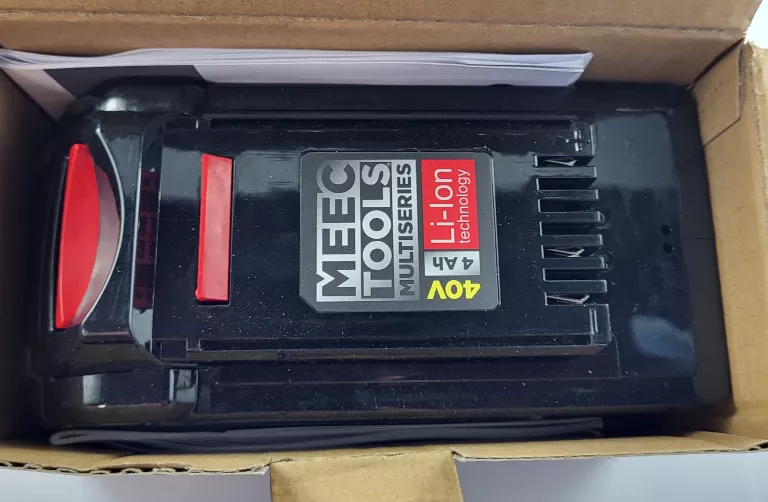 MEEC
TOOLS
MULTISERIES
Li-Ion
technology
40V
4 Ah